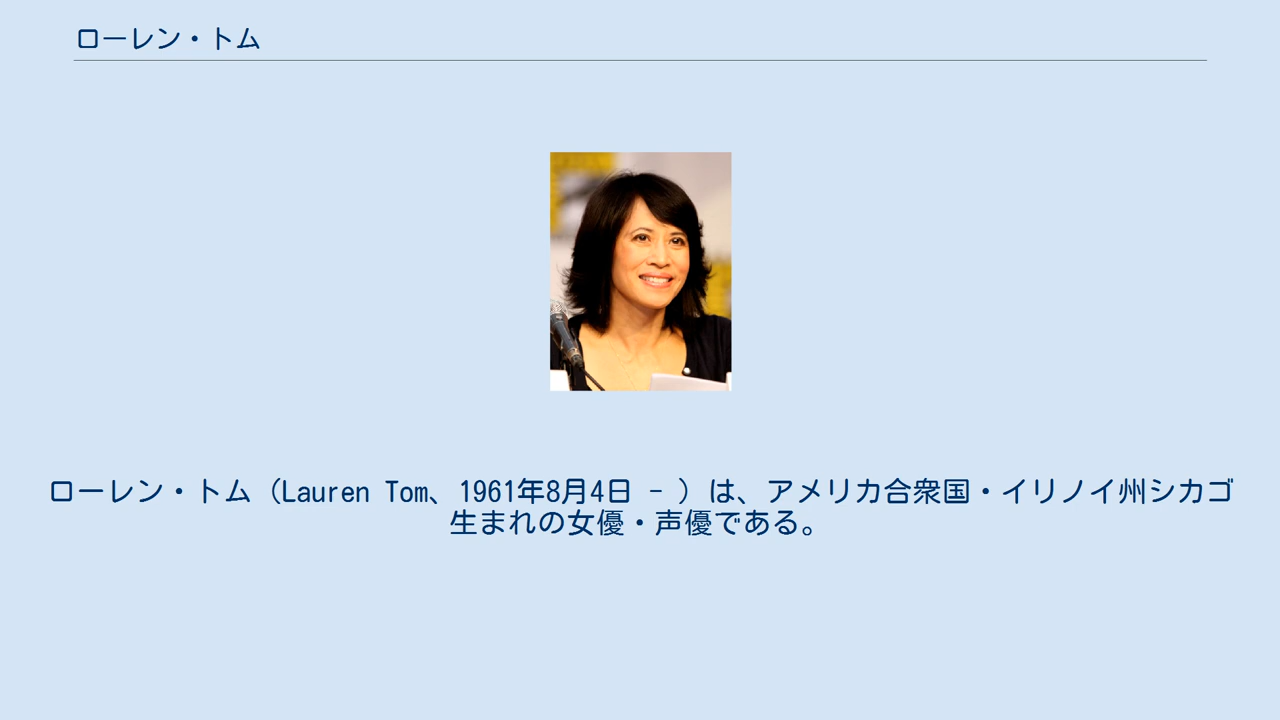 ローレン・トム
ローレン・トム（Lauren Tom、1961年8月4日 - ）は、アメリカ合衆国・イリノイ州シカゴ
生まれの女優・声優である。